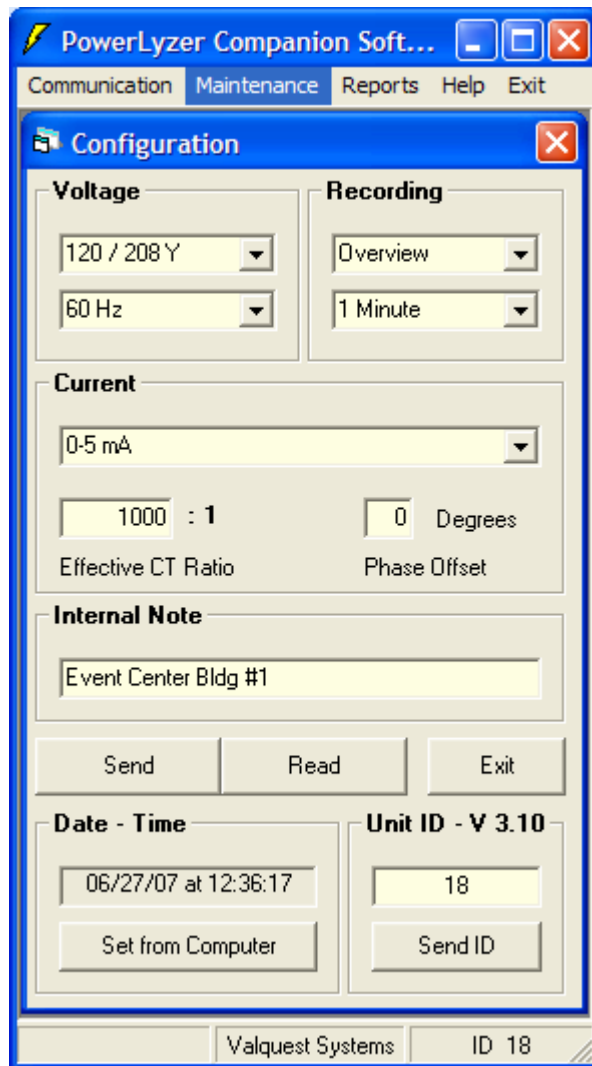 PowerLyzer Companion Soft...
Communication Maintenance Reports Help Exit
Configuration
Voltage
120 / 208 Y
60 Hz
Recording
Overview
1 Minute
Current
0-5 mA
1000 : 1
0 Degrees
Effective CT Ratio
Phase Offset
Internal Note
Event Center Bldg #1
Send Read Exit
Date - Time
06/27/07 at 12:36:17
Set from Computer
Unit ID - V 3.10
18
Send ID
Valquest Systems ID 18